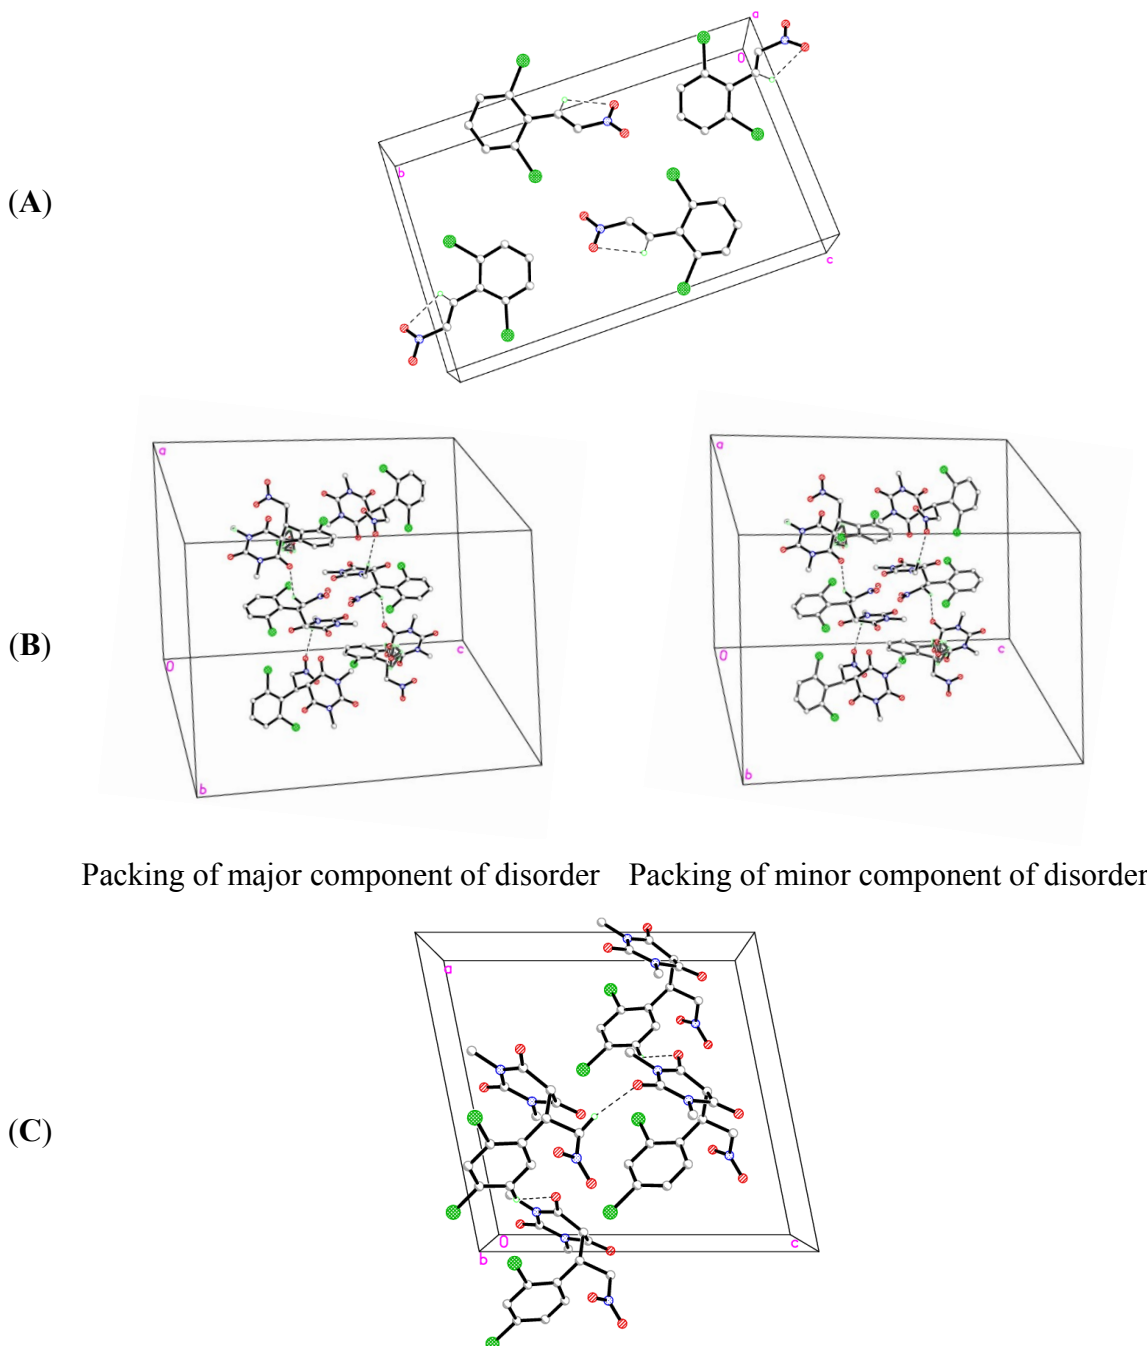 a
0
b
c
(A)
a
a
0
c
0
c
b
b
(B)
Packing of major component of disorder Packing of minor component of disorder
a
0
b
c
(C)